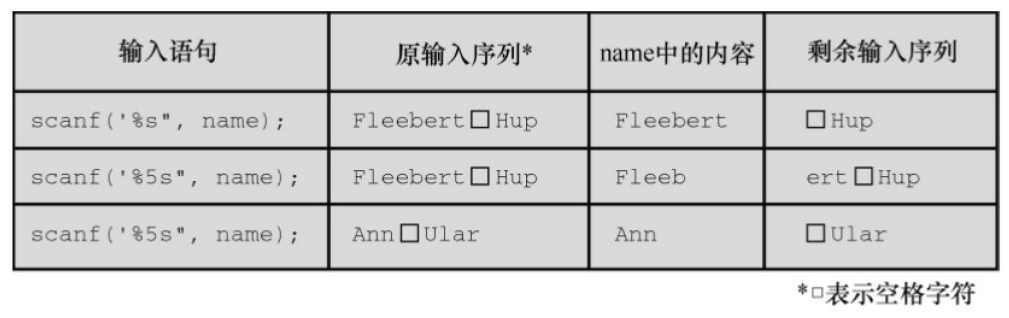 输入语句 原输入序列* name中的内容 剩余输入序列
scanf('%s", name); Fleebert□Hup Fleebert □Hup
scanf('%5s", name); Fleebert□Hup Fleeb ert□Hup
scanf('%5s", name); Ann□Ular Ann □Ular
*□表示空格字符